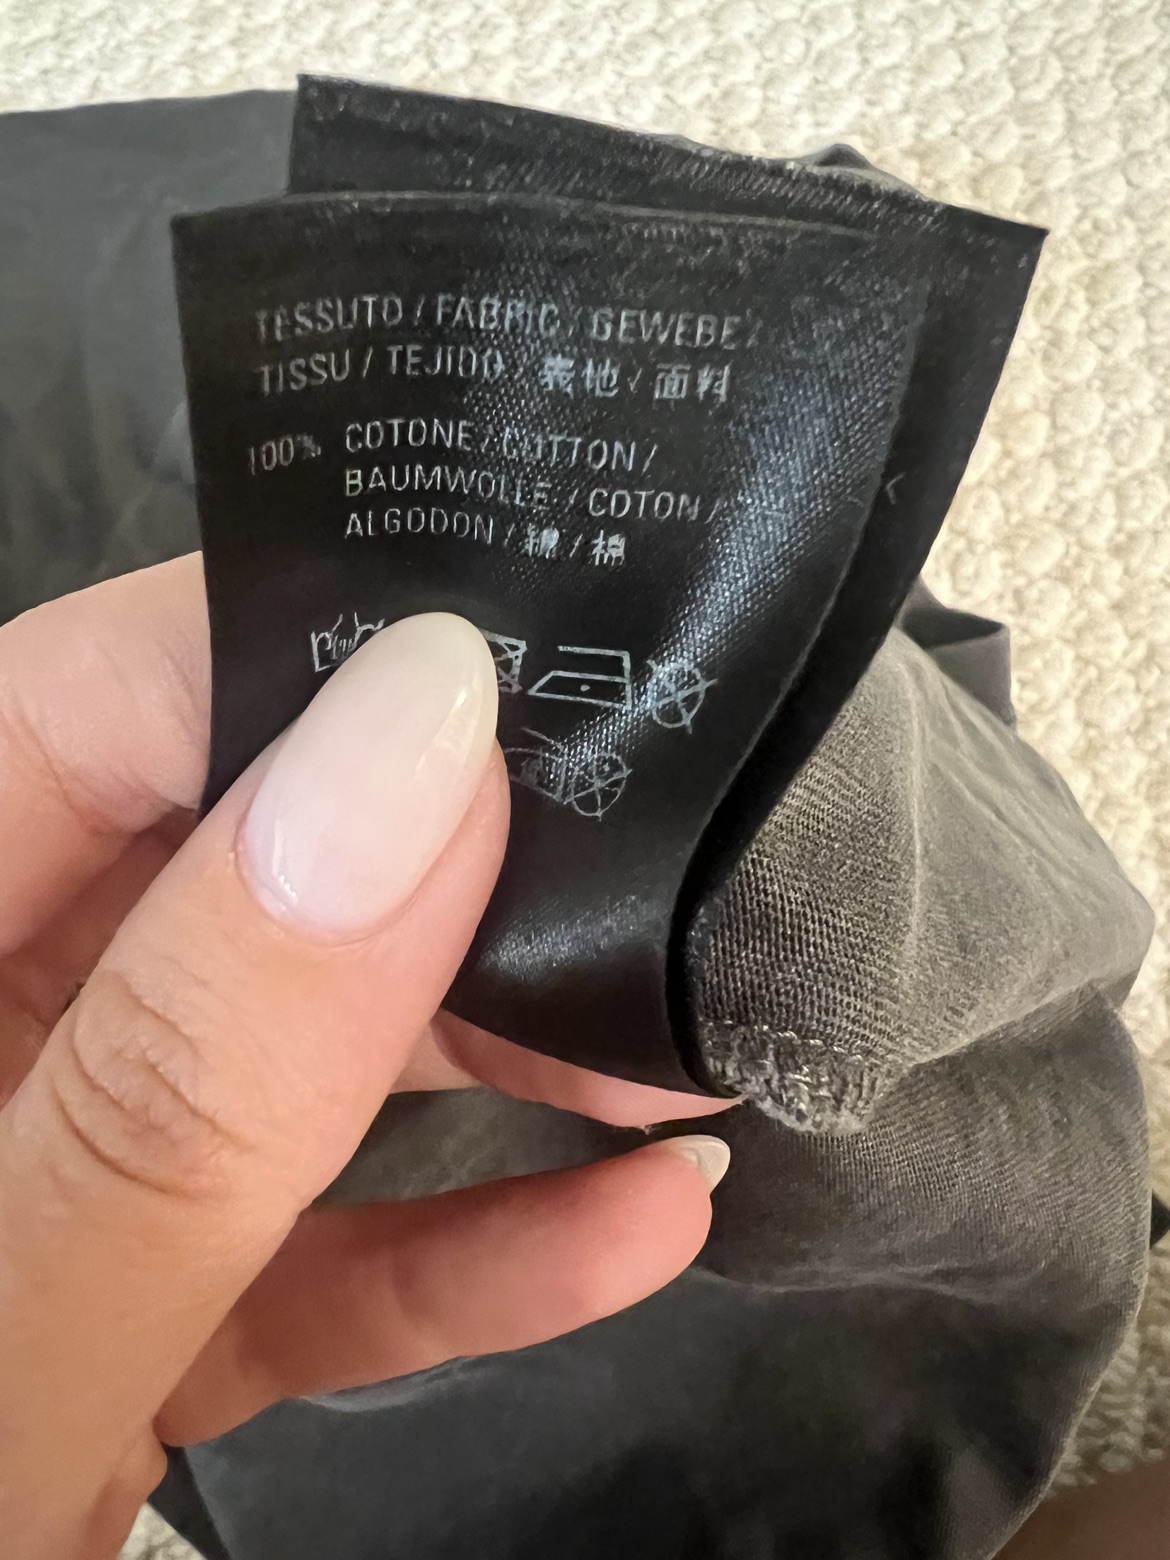 TESSUTO / FABRIC / GEWEBE /
TISSU / TEJIDO / 表地 / 面料
100% COTONE / COTTON /
BAUMWOLLE / COTON /
ALGODON / 綿 / 棉